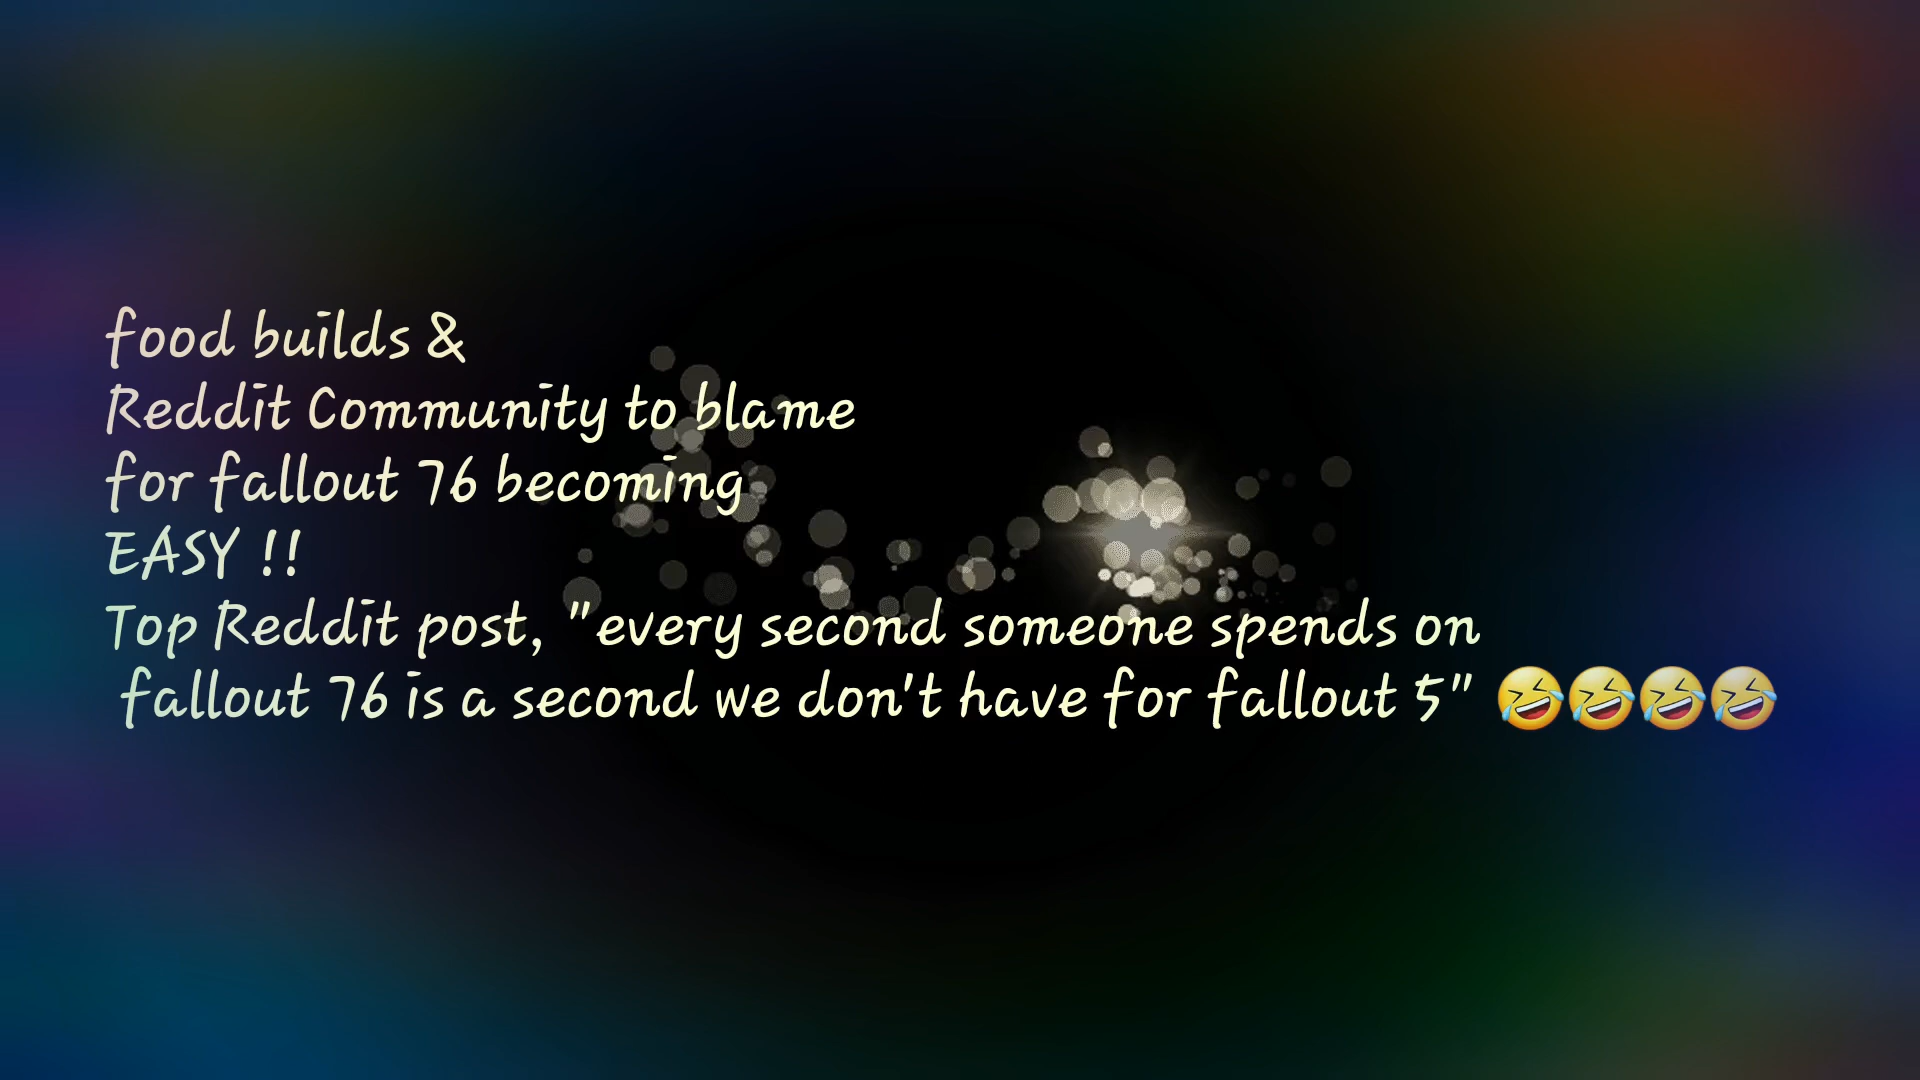 food builds &
Reddit Community to blame
for fallout 76 becoming
EASY !!
Top Reddit post, "every second someone spends on
fallout 76 is a second we don't have for fallout 5" 🤣🤣🤣🤣